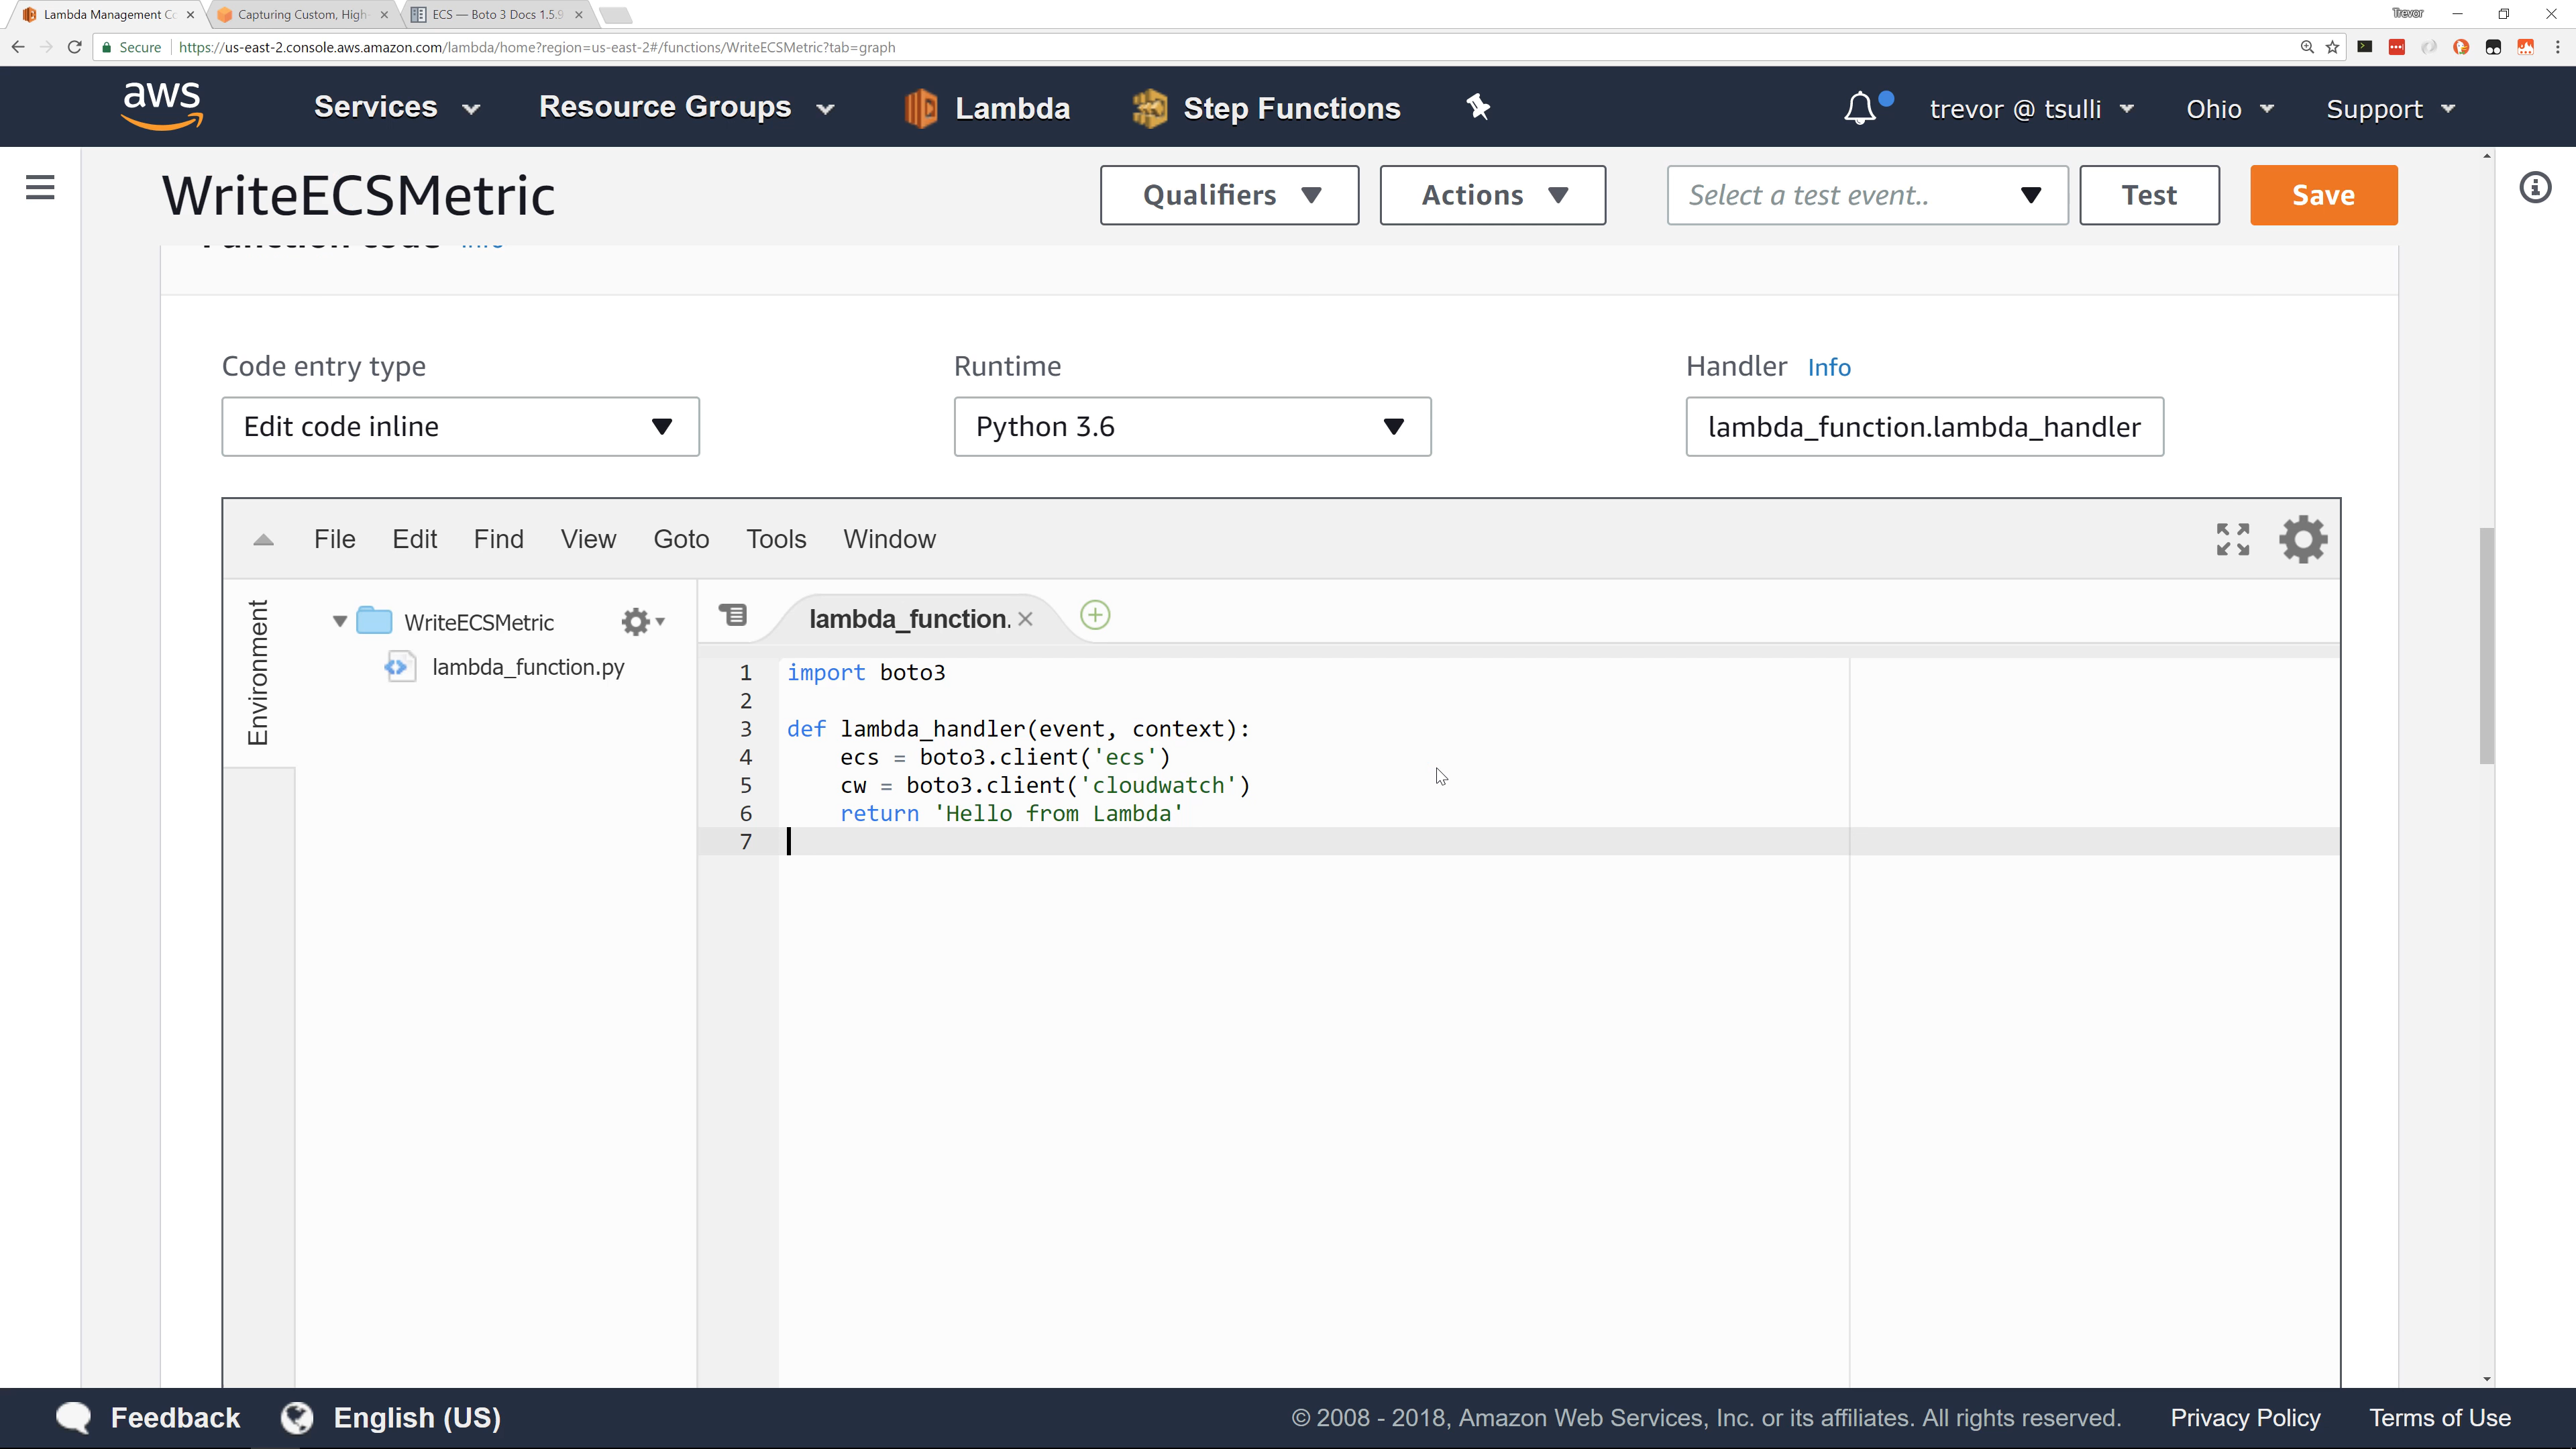 Lambda Management Co
Capturing Custom, High-
ECS — Boto 3 Docs 1.5.9
Trevor
Secure
https://us-east-2.console.aws.amazon.com/lambda/home?region=us-east-2#/functions/WriteECSMetric?tab=graph
aws
Services
Resource Groups
Lambda
Step Functions
trevor @ tsulli
Ohio
Support
WriteECSMetric
Qualifiers
Actions
Select a test event..
Test
Save
Function code Info
Code entry type
Runtime
Handler Info
Edit code inline
Python 3.6
lambda_function.lambda_handler
File Edit Find View Goto Tools Window
Environment
WriteECSMetric
lambda_function.py
lambda_function.
1 import boto3
2
3 def lambda_handler(event, context):
4 ecs = boto3.client('ecs')
5 cw = boto3.client('cloudwatch')
6 return 'Hello from Lambda'
7
Feedback
English (US)
© 2008 - 2018, Amazon Web Services, Inc. or its affiliates. All rights reserved.
Privacy Policy
Terms of Use